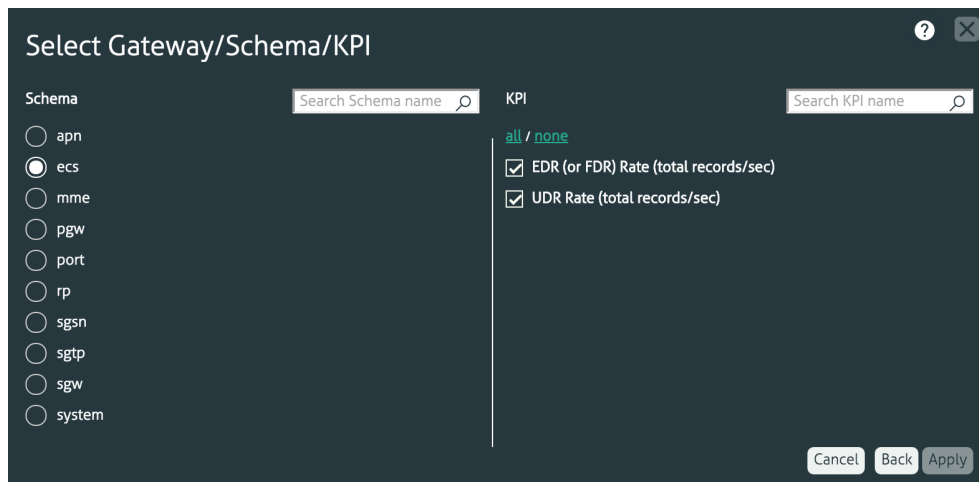 Select Gateway/Schema/KPI
?
Schema
Search Schema name
apn
ecs
mme
pgw
port
rp
sgsn
sgtp
sgw
system
KPI
Search KPI name
all / none
EDR (or FDR) Rate (total records/sec)
UDR Rate (total records/sec)
Cancel
Back
Apply